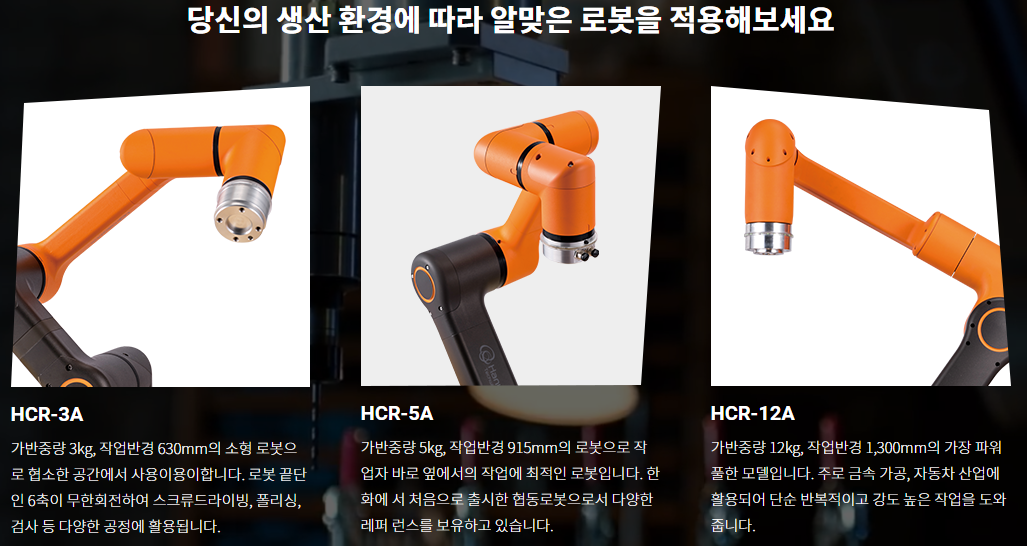 당신의 생산 환경에 따라 알맞은 로봇을 적용해보세요
HCR-3A
가반중량 3kg, 작업반경 630mm의 소형 로봇으
로 협소한 공간에서 사용이용이합니다. 로봇 끝단
인 6축이 무한회전하여 스크류드라이빙, 폴리싱,
검사 등 다양한 공정에 활용됩니다.
HCR-5A
가반중량 5kg, 작업반경 915mm의 로봇으로 작
업자 바로 옆에서의 작업에 최적인 로봇입니다. 한
화에 서 처음으로 출시한 협동로봇으로서 다양한
레퍼 런스를 보유하고 있습니다.
HCR-12A
가반중량 12kg, 작업반경 1,300mm의 가장 파워
풀한 모델입니다. 주로 금속 가공, 자동차 산업에
활용되어 단순 반복적이고 강도 높은 작업을 도와
줍니다.